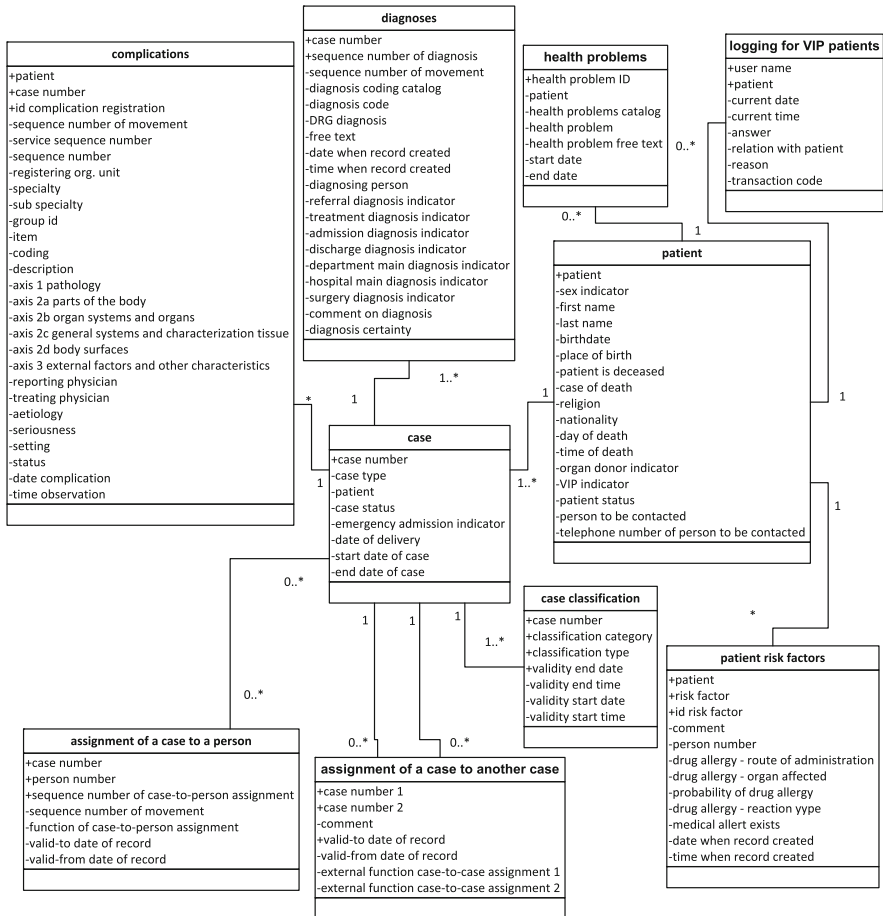 complications
+patient
+case number
+id complication registration
-sequence number of movement
-service sequence number
-sequence number
-registering org. unit
-specialty
-sub specialty
-group id
-item
-coding
-description
-axis 1 pathology
-axis 2a parts of the body
-axis 2b organ systems and organs
-axis 2c general systems and characterization tissue
-axis 2d body surfaces
-axis 3 external factors and other characteristics
-reporting physician
-treating physician
-aetiology
-seriousness
-setting
-status
-date complication
-time observation
diagnoses
+case number
+sequence number of diagnosis
-sequence number of movement
-diagnosis coding catalog
-diagnosis code
-DRG diagnosis
-free text
-date when record created
-time when record created
-diagnosing person
-referral diagnosis indicator
-treatment diagnosis indicator
-admission diagnosis indicator
-discharge diagnosis indicator
-department main diagnosis indicator
-hospital main diagnosis indicator
-surgery diagnosis indicator
-comment on diagnosis
-diagnosis certainty
health problems
+health problem ID
-patient
-health problems catalog
-health problem
-health problem free text
-start date
-end date
logging for VIP patients
+user name
+patient
-current date
-current time
-answer
-relation with patient
-reason
-transaction code
0..*
0..*
1
patient
+patient
-sex indicator
-first name
-last name
-birthdate
-place of birth
-patient is deceased
-case of death
-religion
-nationality
-day of death
-time of death
-organ donor indicator
-VIP indicator
-patient status
-person to be contacted
-telephone number of person to be contacted
1
1
1..*
1
*
1
1
1..*
case
+case number
-case type
-patient
-case status
-emergency admission indicator
-date of delivery
-start date of case
-end date of case
0..*
1
1
1
1..*
case classification
+case number
+classification category
+classification type
+validity end date
-validity end time
-validity start date
-validity start time
*
patient risk factors
+patient
+risk factor
+id risk factor
-comment
-person number
-drug allergy - route of administration
-drug allergy - organ affected
-probability of drug allergy
-drug allergy - reaction yype
-medical allert exists
-date when record created
-time when record created
0..*
assignment of a case to a person
+case number
+person number
+sequence number of case-to-person assignment
-sequence number of movement
-function of case-to-person assignment
-valid-to date of record
-valid-from date of record
0..*
0..*
assignment of a case to another case
+case number 1
+case number 2
-comment
+valid-to date of record
-valid-from date of record
-external function case-to-case assignment 1
-external function case-to-case assignment 2